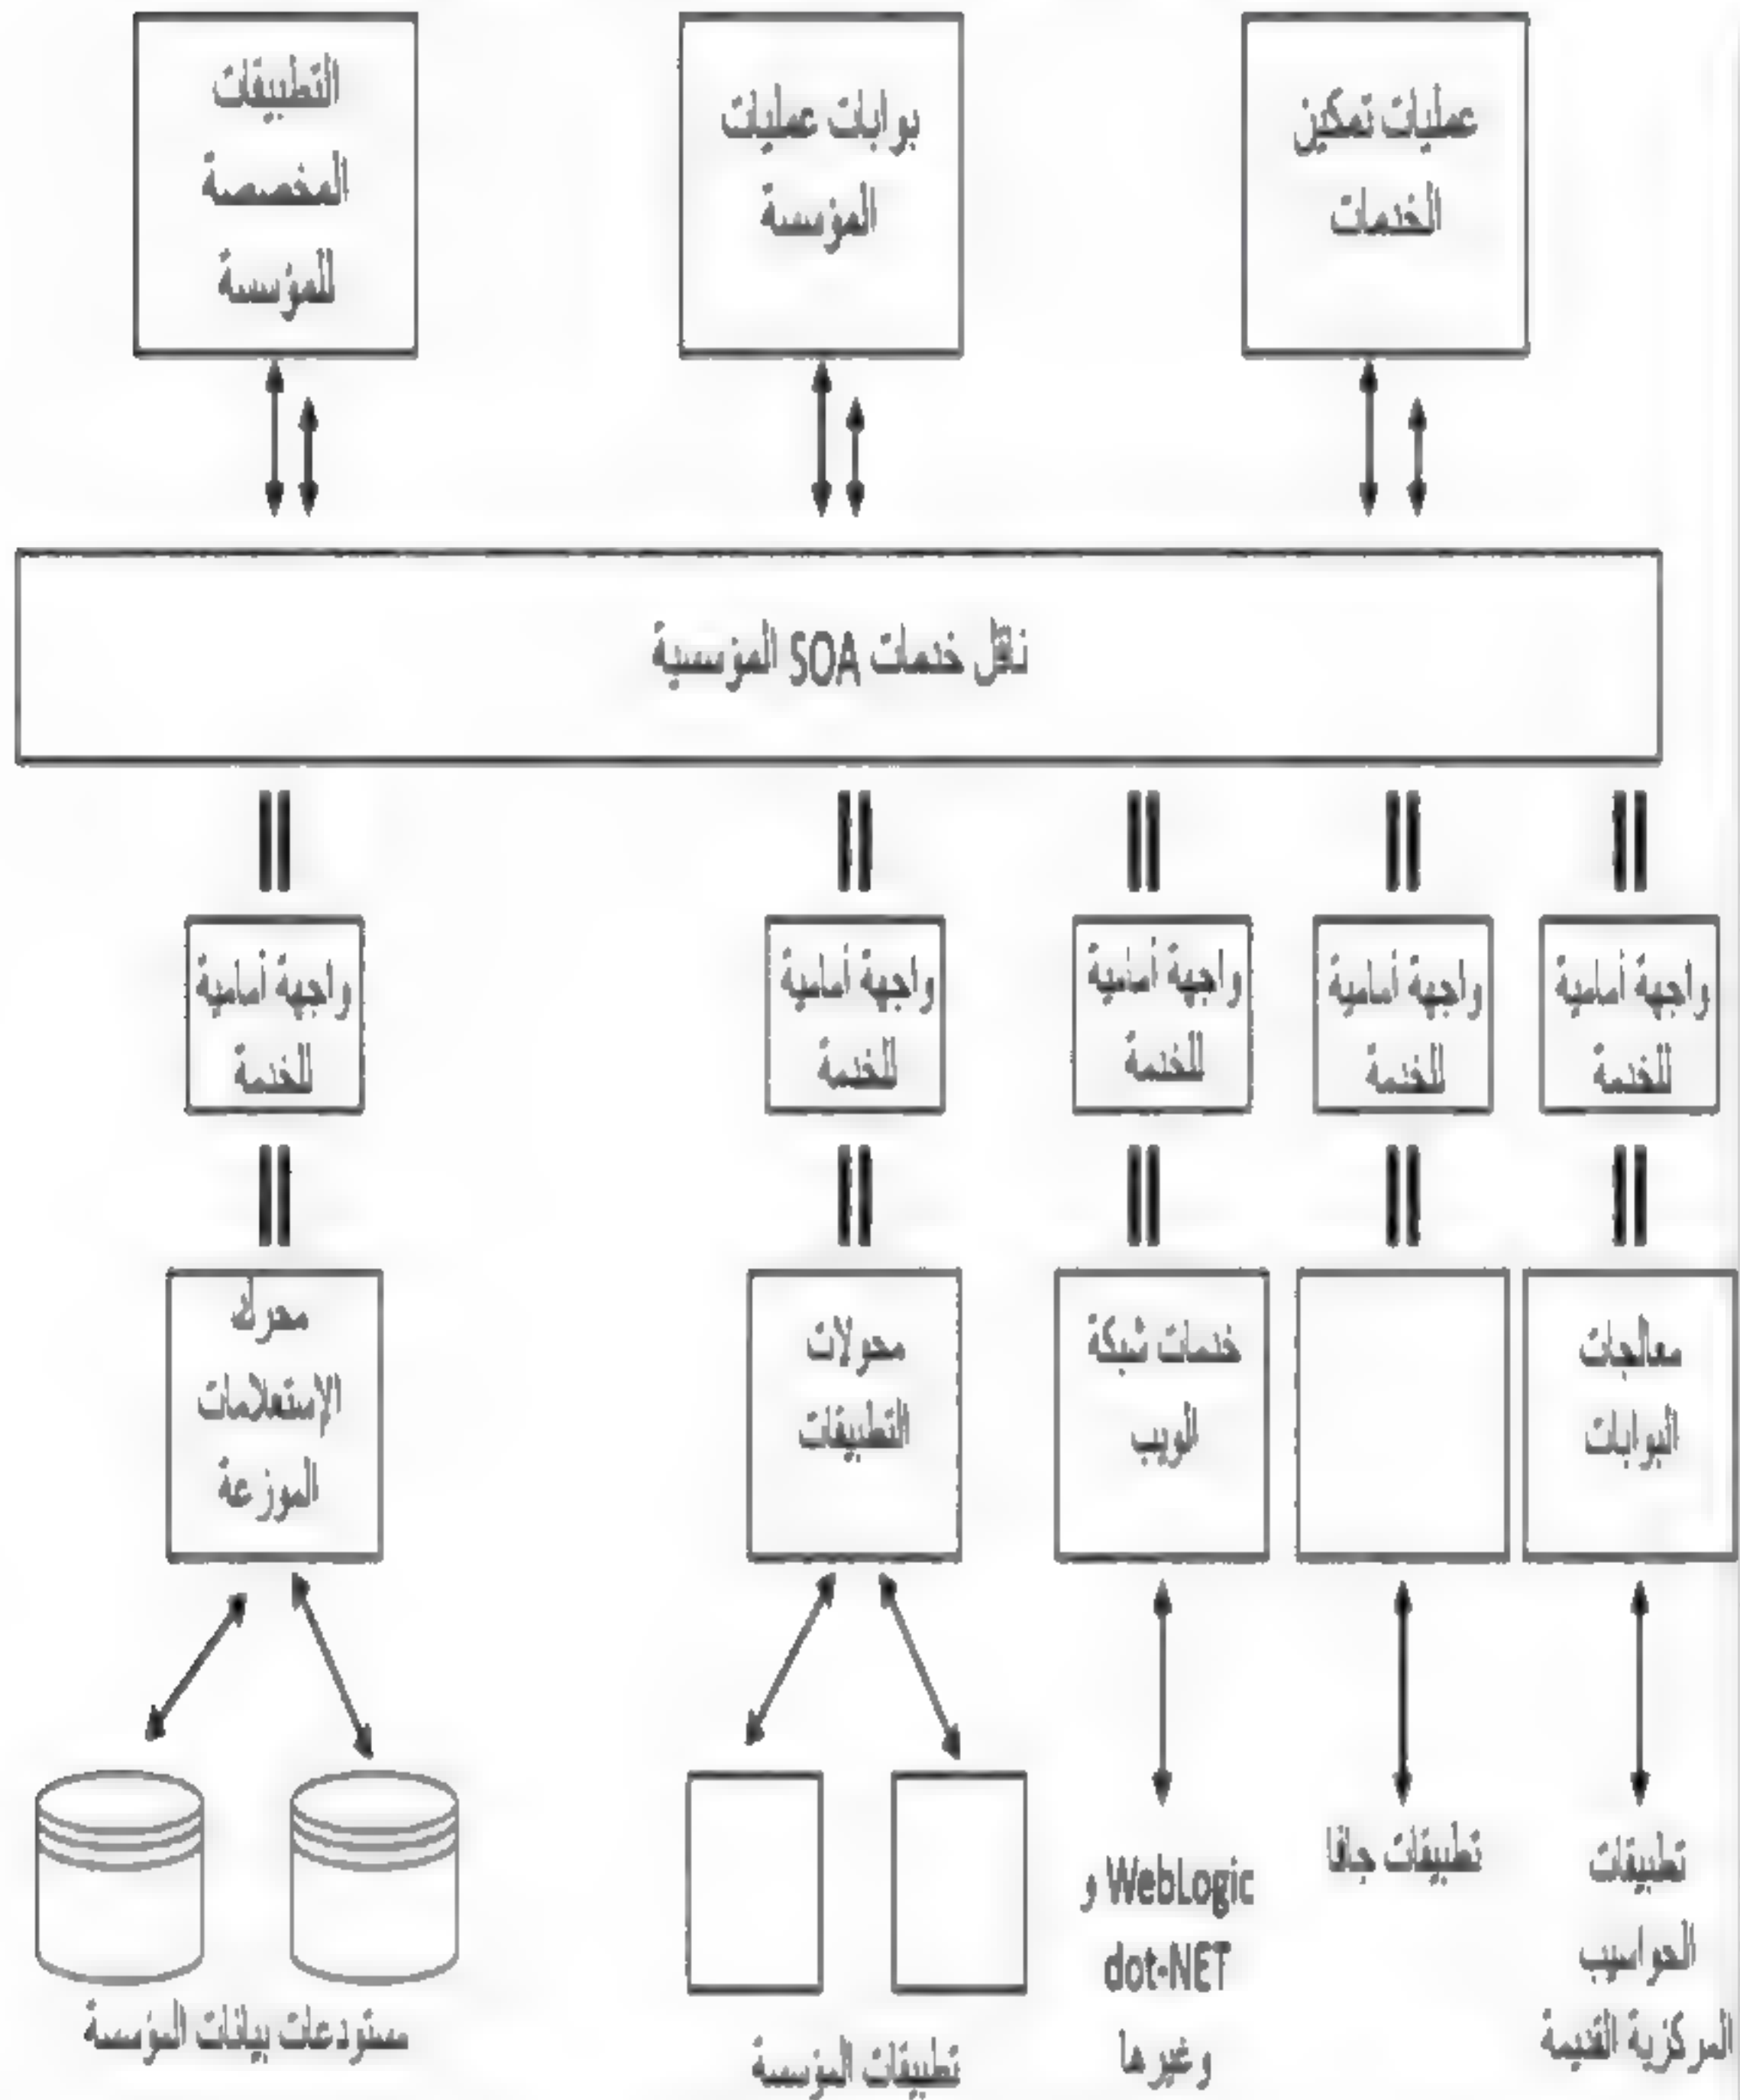 عمليات تمكين
الخدمات
بوابات عمليات
المؤسسة
التطبيقات
المخصصة
للمؤسسة
ناقل خدمات SOA المؤسسية
واجهة أمامية
للخدمة
واجهة أمامية
للخدمة
واجهة أمامية
للخدمة
واجهة أمامية
للخدمة
واجهة أمامية
للخدمة
معالجات
البوابات
خدمات شبكة
الويب
محولات
التطبيقات
محرك
الإستعلامات
الموزعة
تطبيقات
الحواسيب
المركزية القديمة
تطبيقات جافا
WebLogic و
dot-NET
وغيرها
تطبيقات المؤسسة
مستودعات بيانات المؤسسة